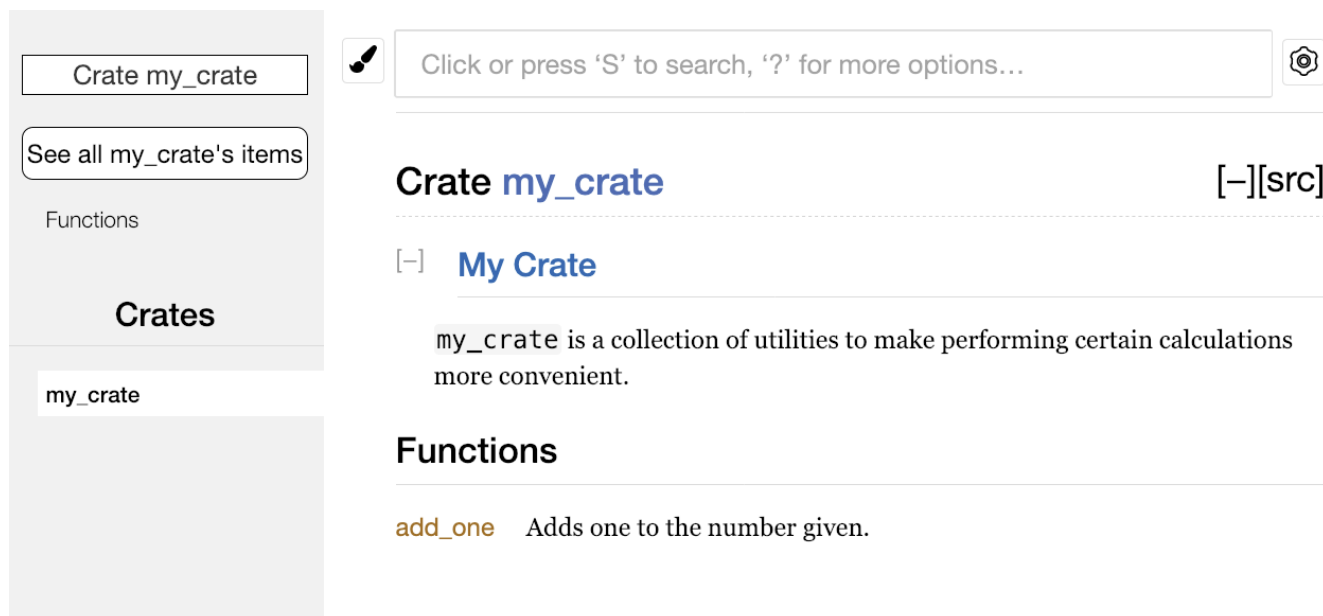 Crate my_crate
See all my_crate's items
Functions
Crates
my_crate
Click or press ‘S’ to search, ‘?’ for more options…
Crate my_crate
[–][src]
[–] My Crate
my_crate is a collection of utilities to make performing certain calculations
more convenient.
Functions
add_one Adds one to the number given.